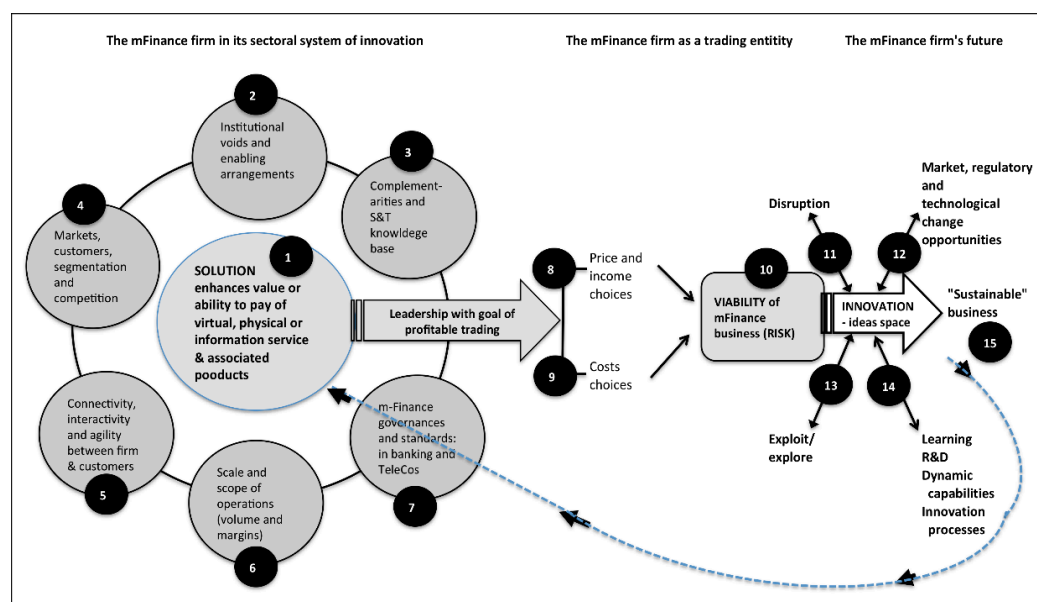 The mFinance firm in its sectoral system of innovation
The mFinance firm as a trading entitity
The mFinance firm's future
2
Institutional
voids and
enabling
arrangements
3
Complement-
arities and
S&T
knowldege
base
4
Markets,
customers,
segmentation
and
competition
1
SOLUTION
enhances value or
ability to pay of
virtual, physical or
information service
& associated
pooducts
Leadership with goal of
profitable trading
5
Connectivity,
interactivity
and agility
between firm
& customers
6
Scale and
scope of
operations
(volume and
margins)
7
m-Finance
governances
and standards:
in banking and
TeleCos
8
Price and
income
choices
9
Costs
choices
10
VIABILITY of
mFinance
business (RISK)
Disruption
11
Market, regulatory
and
technological
change
opportunities
12
INNOVATION
- ideas space
"Sustainable"
business
15
13
Exploit/
explore
14
Learning
R&D
Dynamic
capabilities
Innovation
processes